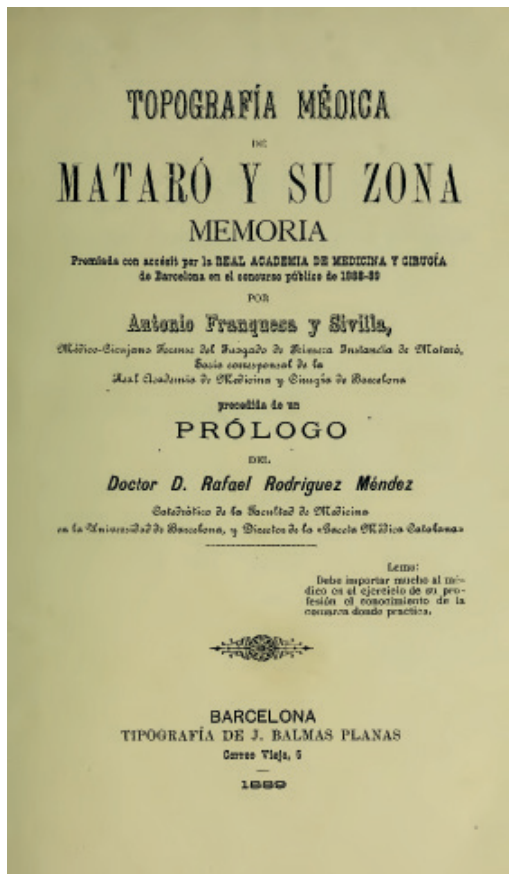 TOPOGRAFÍA MÉDICA
DE
MATARÓ Y SU ZONA
MEMORIA
Premiada con accésit por la REAL ACADEMIA DE MEDICINA Y CIRUGÍA
de Barcelona en el concurso público de 1888-89
POR
Antonio Franquesa y Sivilla,
Médico-Cirujano Forense del Juzgado de Primera Instancia de Mataró,
Socio corresponsal de la
Real Academia de Medicina y Cirugía de Barcelona
precedida de un
PRÓLOGO
DEL
Doctor D. Rafael Rodríguez Méndez
Catedrático de la Facultad de Medicina
en la Universidad de Barcelona, y Director de la «Gaceta Médica Catalana»
Lema:
Debe importar mucho al mé-
dico en el ejercicio de su pro-
fesión el conocimiento de la
comarca donde practica.
BARCELONA
TIPOGRAFÍA DE J. BALMAS PLANAS
Correo Viejo, 5
1889